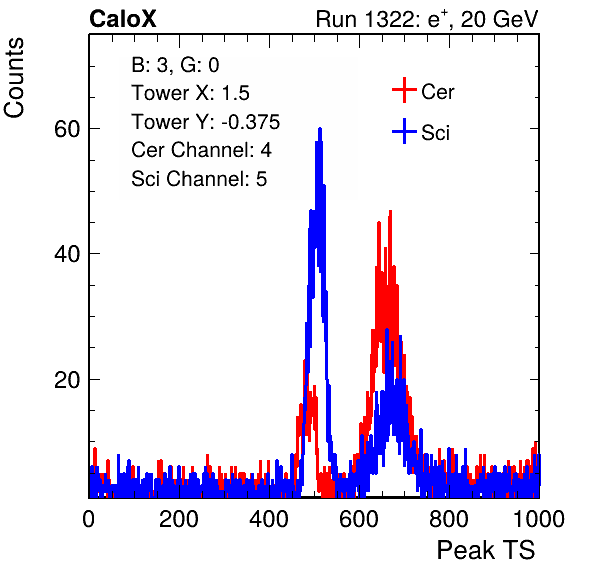 CaloX Run 1322: e⁺, 20 GeV
Counts
B: 3, G: 0
Tower X: 1.5
Tower Y: -0.375
Cer Channel: 4
Sci Channel: 5
Cer
Sci
60
40
20
0 200 400 600 800 1000
Peak TS